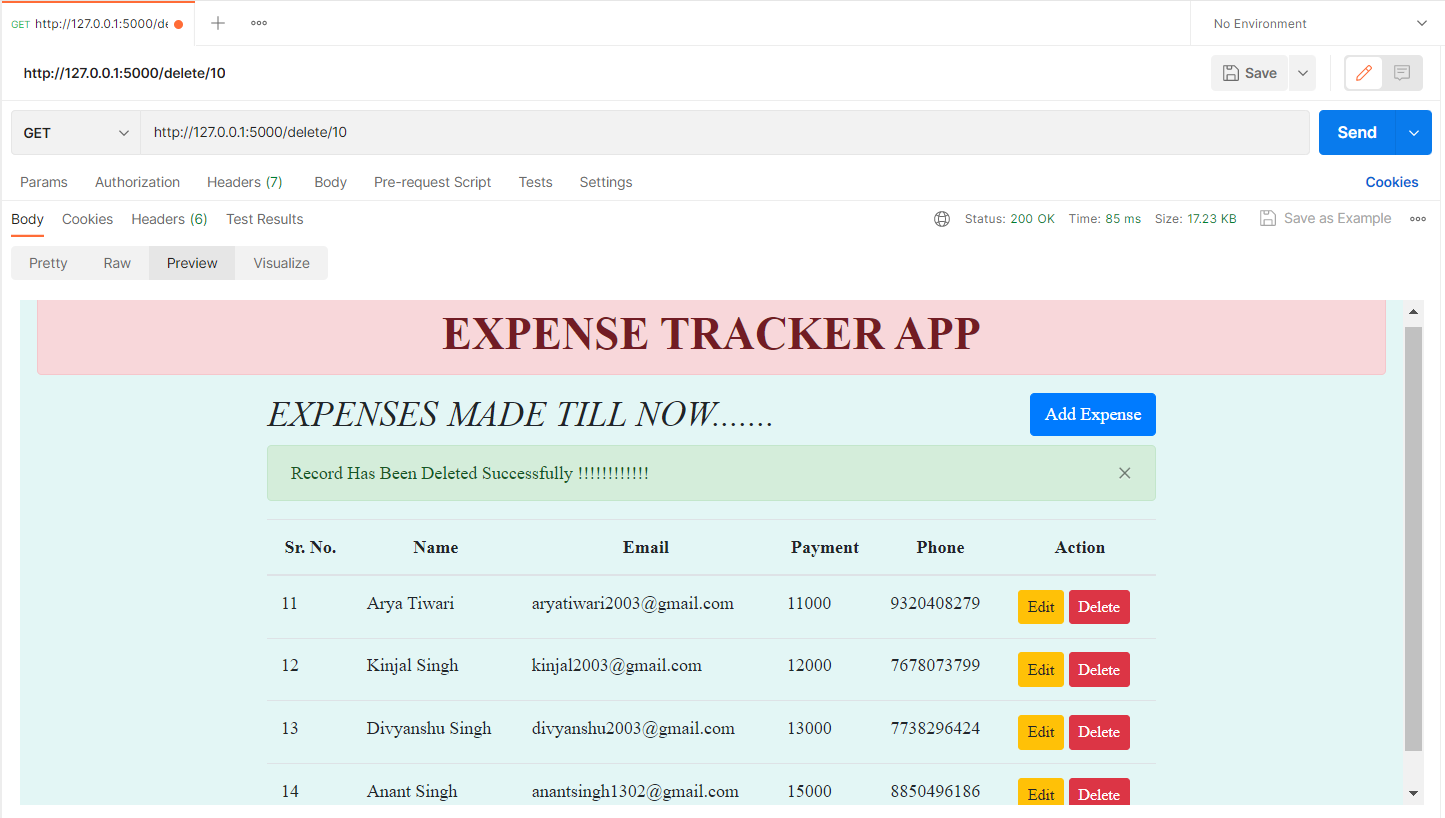 GET http://127.0.0.1:5000/de
No Environment
http://127.0.0.1:5000/delete/10
Save
GET http://127.0.0.1:5000/delete/10 Send
Params Authorization Headers (7) Body Pre-request Script Tests Settings Cookies
Body Cookies Headers (6) Test Results Status: 200 OK Time: 85 ms Size: 17.23 KB Save as Example
Pretty Raw Preview Visualize
EXPENSE TRACKER APP
EXPENSES MADE TILL NOW....... Add Expense
Record Has Been Deleted Successfully !!!!!!!!!!!!
Sr. No. Name Email Payment Phone Action
11 Arya Tiwari aryatiwari2003@gmail.com 11000 9320408279 Edit Delete
12 Kinjal Singh kinjal2003@gmail.com 12000 7678073799 Edit Delete
13 Divyanshu Singh divyanshu2003@gmail.com 13000 7738296424 Edit Delete
14 Anant Singh anantsingh1302@gmail.com 15000 8850496186 Edit Delete